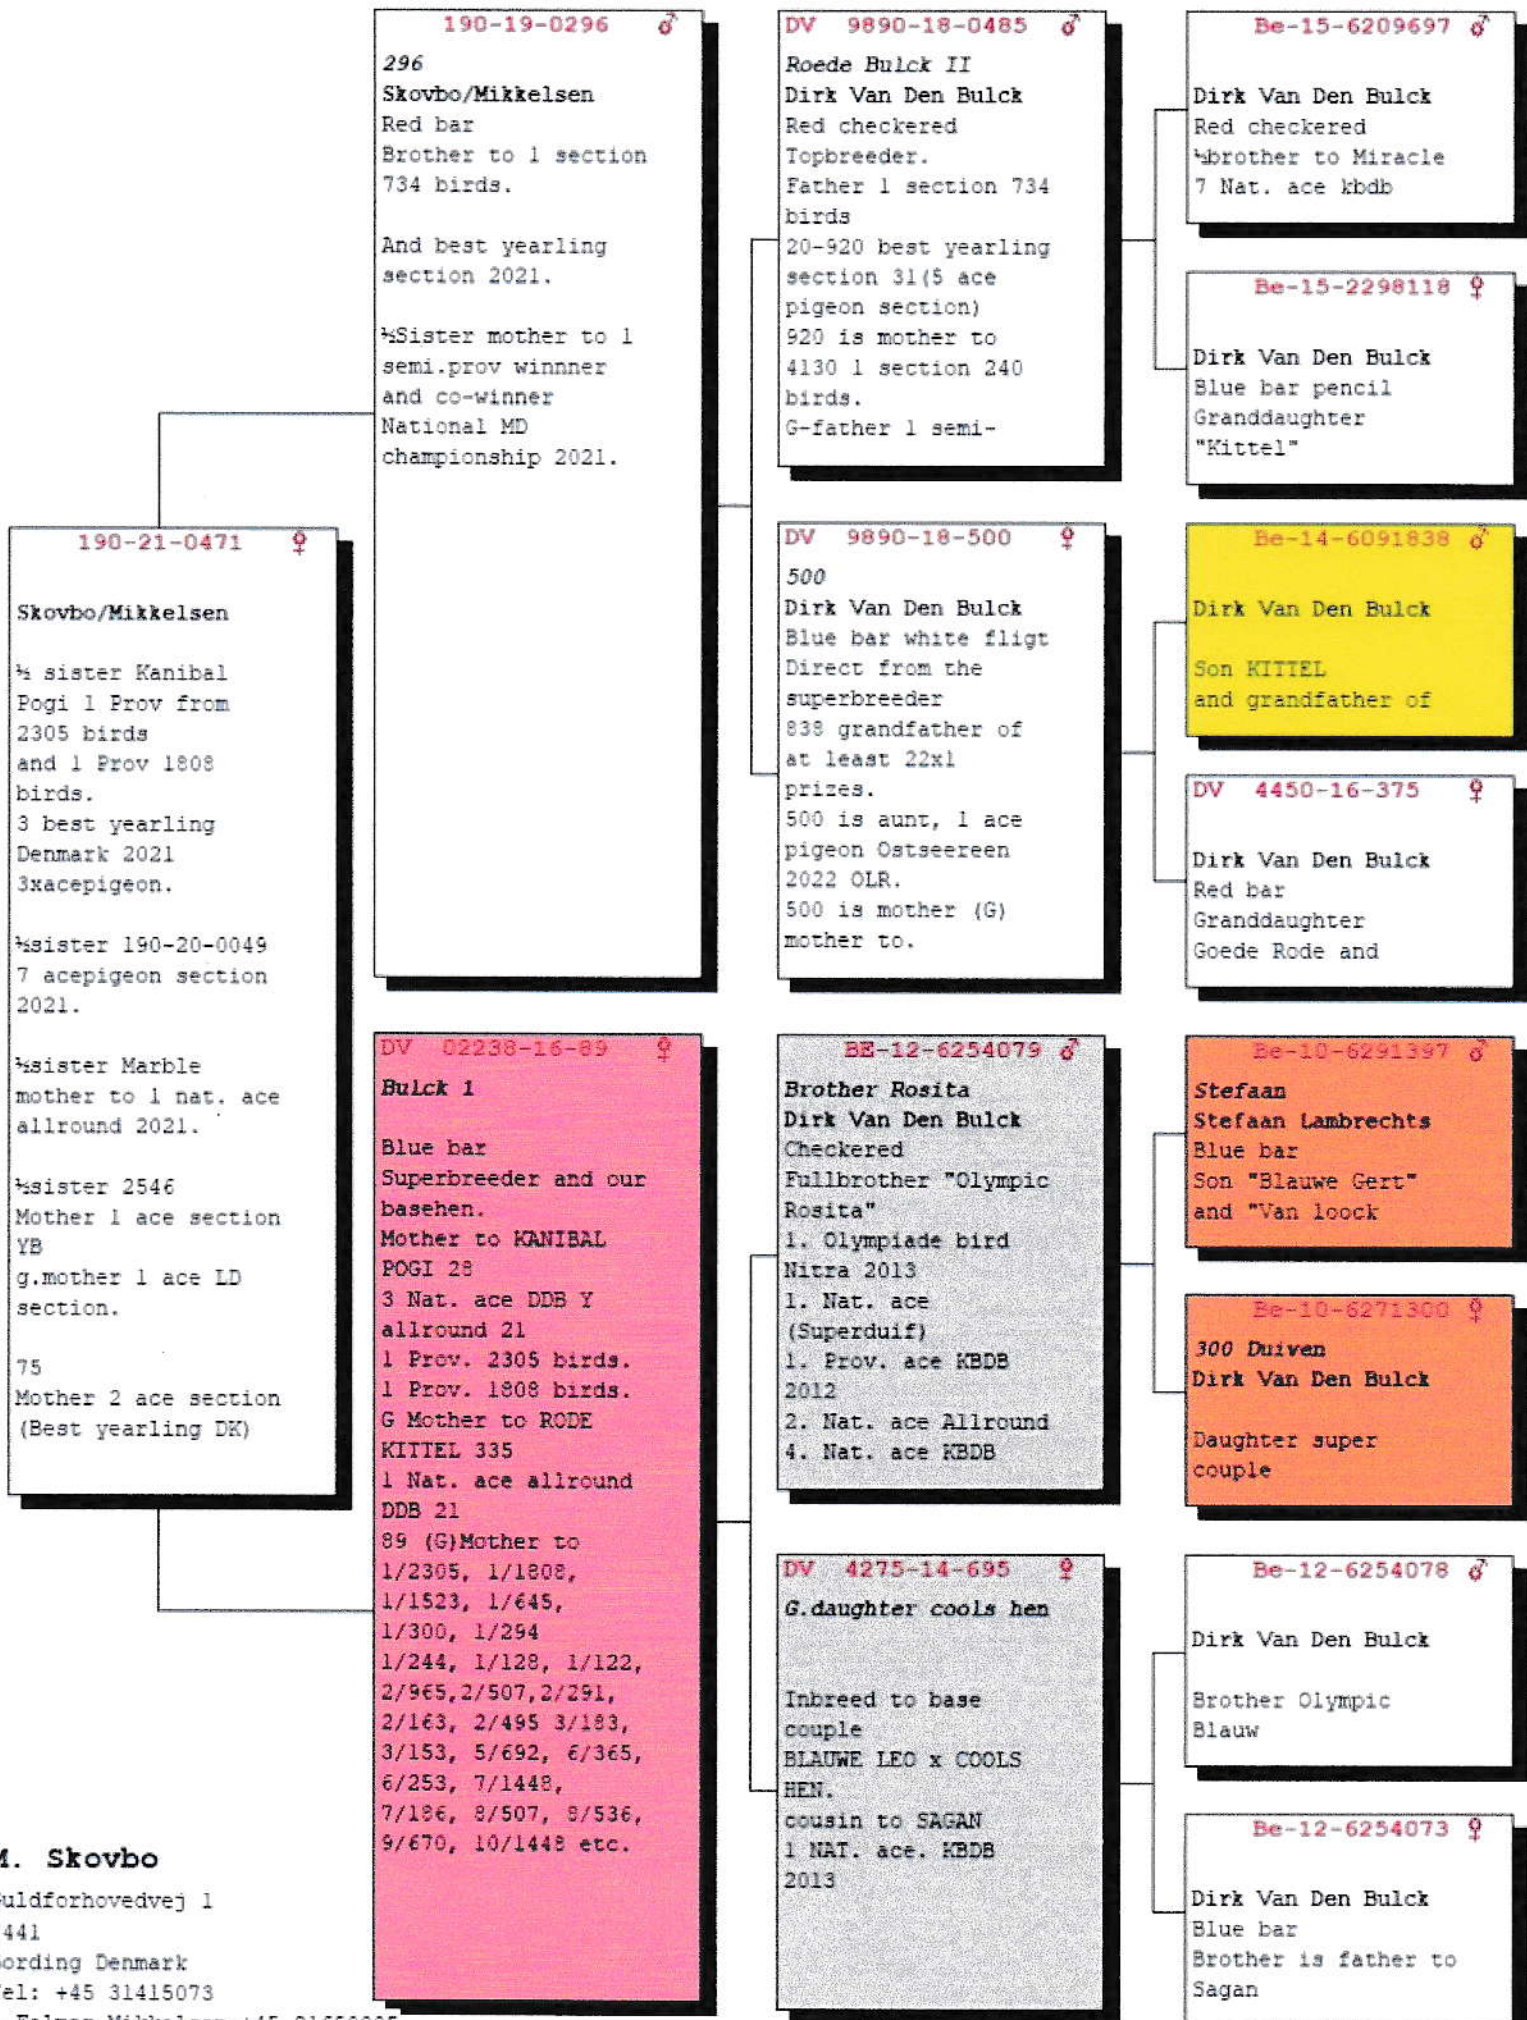 190-19-0296 ♂
296
Skovbo/Mikkelsen
Red bar
Brother to 1 section
734 birds.
And best yearling
section 2021.
½Sister mother to 1
semi.prov winnner
and co-winner
National MD
championship 2021.
DV 9890-18-0485 ♂
Roede Bulck II
Dirk Van Den Bulck
Red checkered
Topbreeder.
Father 1 section 734
birds
20-920 best yearling
section 31(5 ace
pigeon section)
920 is mother to
4130 1 section 240
birds.
G-father 1 semi-
Be-15-6209697 ♂
Dirk Van Den Bulck
Red checkered
½brother to Miracle
7 Nat. ace kbdb
Be-15-2298118 ♀
Dirk Van Den Bulck
Blue bar pencil
Granddaughter
"Kittel"
190-21-0471 ♀
Skovbo/Mikkelsen
½ sister Kanibal
Pogi 1 Prov from
2305 birds
and 1 Prov 1808
birds.
3 best yearling
Denmark 2021
3xacepigeon.
½sister 190-20-0049
7 acepigeon section
2021.
½sister Marble
mother to 1 nat. ace
allround 2021.
½sister 2546
Mother 1 ace section
YB
g.mother 1 ace LD
section.
75
Mother 2 ace section
(Best yearling DK)
DV 9890-18-500 ♀
500
Dirk Van Den Bulck
Blue bar white fligt
Direct from the
superbreeder
838 grandfather of
at least 22x1
prizes.
500 is aunt, 1 ace
pigeon Ostseereen
2022 OLR.
500 is mother (G)
mother to.
Be-14-6091838 ♂
Dirk Van Den Bulck
Son KITTEL
and grandfather of
DV 4450-16-375 ♀
Dirk Van Den Bulck
Red bar
Granddaughter
Goede Rode and
DV 02238-16-89 ♀
Bulck 1
Blue bar
Superbreeder and our
basehen.
Mother to KANIBAL
POGI 28
3 Nat. ace DDB Y
allround 21
1 Prov. 2305 birds.
1 Prov. 1808 birds.
G Mother to RODE
KITTEL 335
1 Nat. ace allround
DDB 21
89 (G)Mother to
1/2305, 1/1808,
1/1523, 1/645,
1/300, 1/294
1/244, 1/128, 1/122,
2/965,2/507,2/291,
2/163, 2/495 3/183,
3/153, 5/692, 6/365,
6/253, 7/1448,
7/186, 8/507, 8/536,
9/670, 10/1448 etc.
BE-12-6254079 ♂
Brother Rosita
Dirk Van Den Bulck
Checkered
Fullbrother "Olympic
Rosita"
1. Olympiade bird
Nitra 2013
1. Nat. ace
(Superduif)
1. Prov. ace KBDB
2012
2. Nat. ace Allround
4. Nat. ace KBDB
Be-10-6291397 ♂
Stefaan
Stefaan Lambrechts
Blue bar
Son "Blauwe Gert"
and "Van loock
Be-10-6271300 ♀
300 Duiven
Dirk Van Den Bulck
Daughter super
couple
DV 4275-14-695 ♀
G.daughter cools hen
Inbreed to base
couple
BLAUWE LEO x COOLS
HEN.
cousin to SAGAN
1 NAT. ace. KBDB
2013
Be-12-6254078 ♂
Dirk Van Den Bulck
Brother Olympic
Blauw
Be-12-6254073 ♀
Dirk Van Den Bulck
Blue bar
Brother is father to
Sagan
M. Skovbo
Guldforhovedvej 1
441
Bording Denmark
Tel: +45 31415073